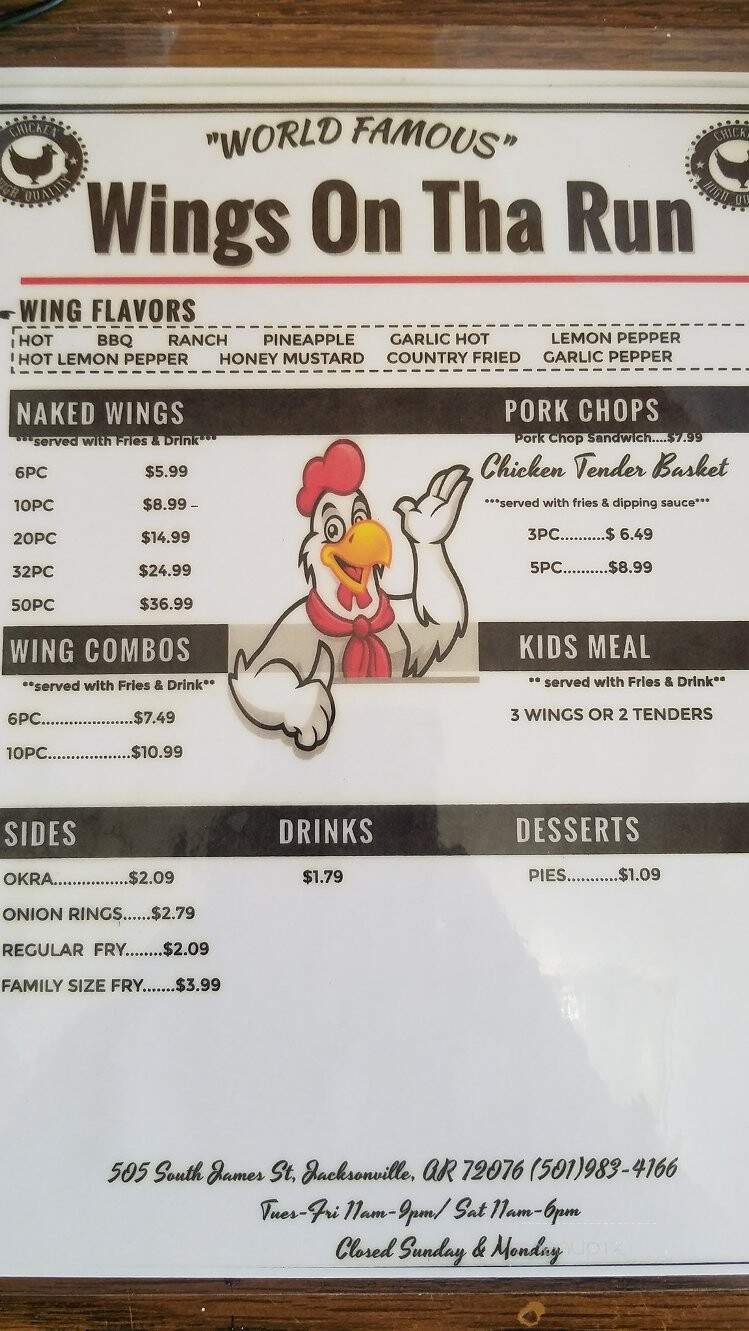 CHICKEN
HIGH QUALITY
"WORLD FAMOUS"
Wings On Tha Run
WING FLAVORS
HOT BBQ RANCH PINEAPPLE GARLIC HOT LEMON PEPPER
HOT LEMON PEPPER HONEY MUSTARD COUNTRY FRIED GARLIC PEPPER
NAKED WINGS
***served with Fries & Drink***
6PC $5.99
10PC $8.99
20PC $14.99
32PC $24.99
50PC $36.99
PORK CHOPS
Pork Chop Sandwich....$7.99
Chicken Tender Basket
***served with fries & dipping sauce***
3PC..........$ 6.49
5PC..........$8.99
WING COMBOS
**served with Fries & Drink**
6PC......................$7.49
10PC....................$10.99
KIDS MEAL
** served with Fries & Drink**
3 WINGS OR 2 TENDERS
SIDES
OKRA................$2.09
ONION RINGS......$2.79
REGULAR FRY........$2.09
FAMILY SIZE FRY.......$3.99
DRINKS
$1.79
DESSERTS
PIES...........$1.09
505 South James St, Jacksonville, AR 72076 (501)983-4166
Tues-Fri 11am-9pm/ Sat 11am-6pm
Closed Sunday & Monday